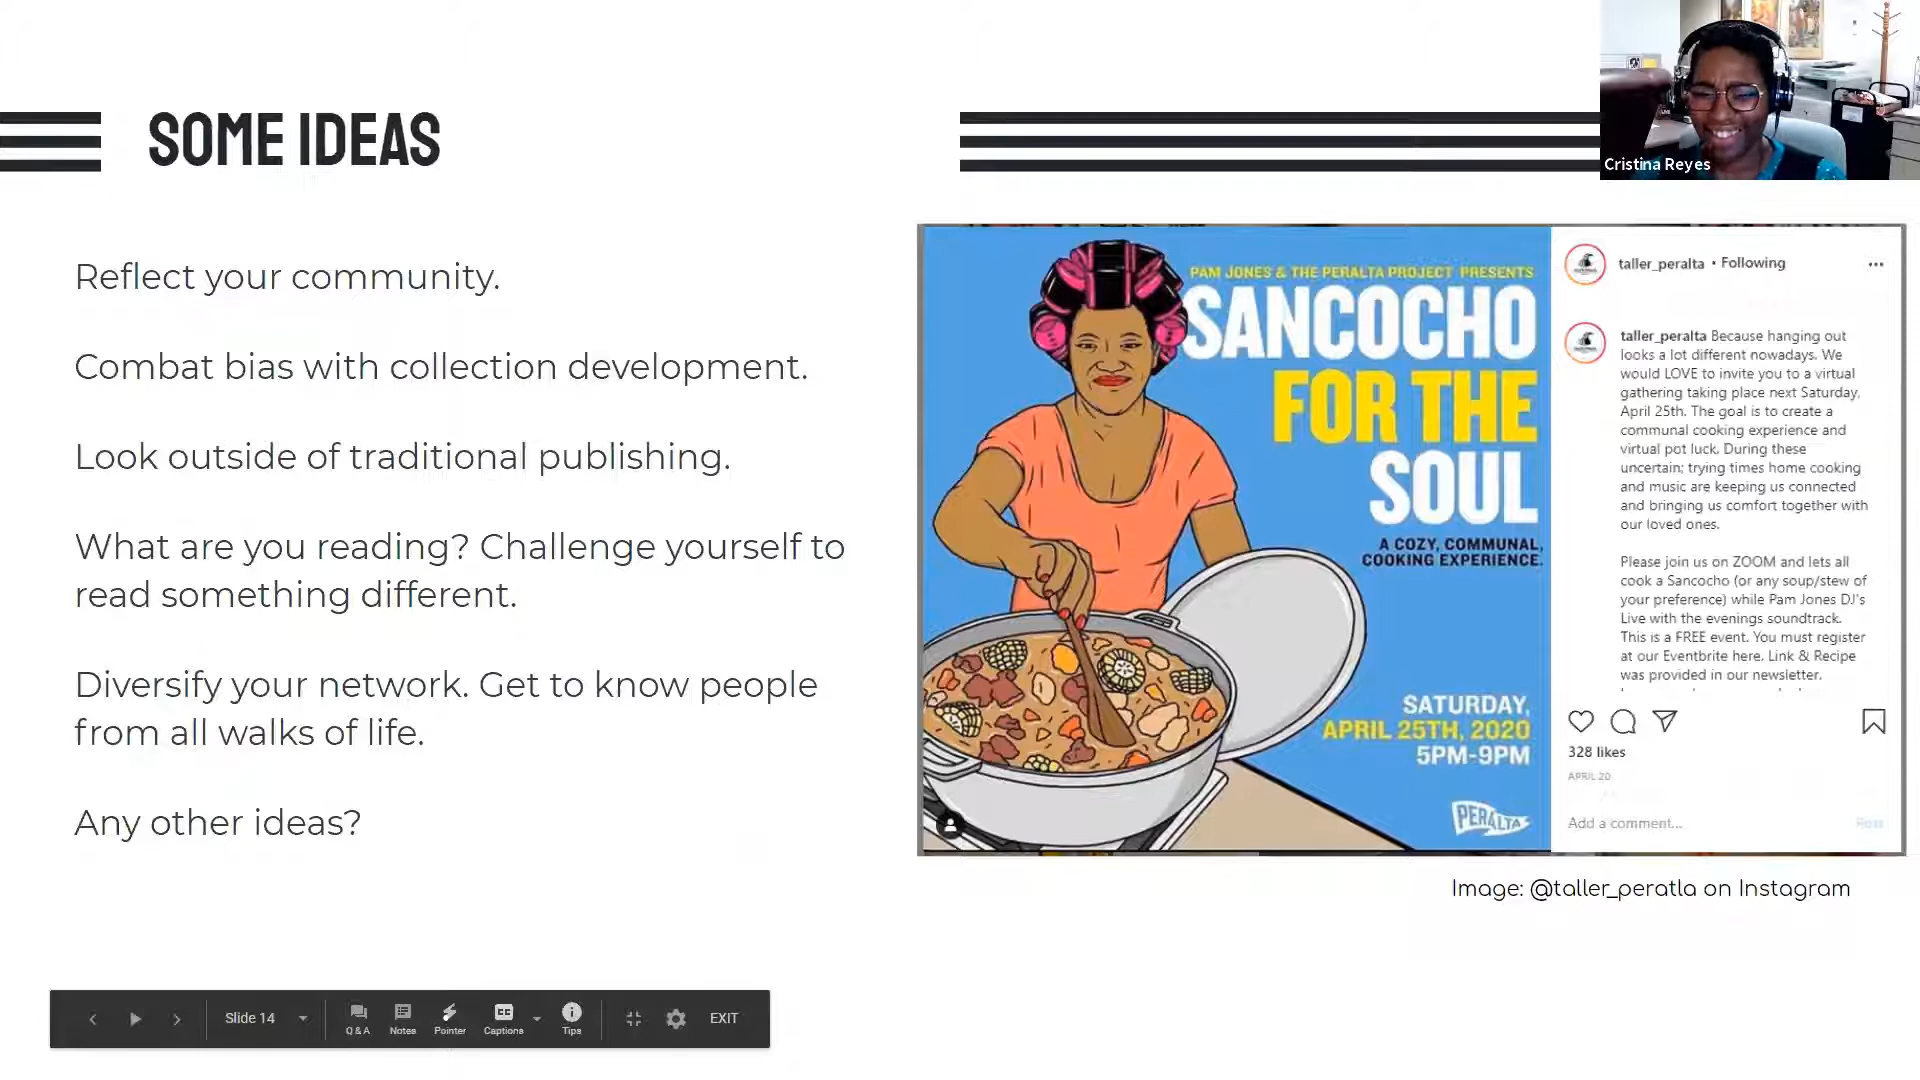 SOME IDEAS
Cristina Reyes
Reflect your community.
Combat bias with collection development.
Look outside of traditional publishing.
What are you reading? Challenge yourself to
read something different.
Diversify your network. Get to know people
from all walks of life.
Any other ideas?
PAM JONES & THE PERALTA PROJECT PRESENTS
SANCOCHO
FOR THE
SOUL
A COZY, COMMUNAL,
COOKING EXPERIENCE.
SATURDAY,
APRIL 25TH, 2020
5PM-9PM
PERALTA
taller_peralta • Following
taller_peralta Because hanging out
looks a lot different nowadays. We
would LOVE to invite you to a virtual
gathering taking place next Saturday,
April 25th. The goal is to create a
communal cooking experience and
virtual pot luck. During these
uncertain; trying times home cooking
and music are keeping us connected
and bringing us comfort together with
our loved ones.
Please join us on ZOOM and lets all
cook a Sancocho (or any soup/stew of
your preference) while Pam Jones DJ's
Live with the evenings soundtrack.
This is a FREE event. You must register
at our Eventbrite here. Link & Recipe
was provided in our newsletter.
328 likes
APRIL 20
Add a comment...
Post
Image: @taller_peratla on Instagram
Slide 14
Q & A
Notes
Pointer
Captions
Tips
EXIT